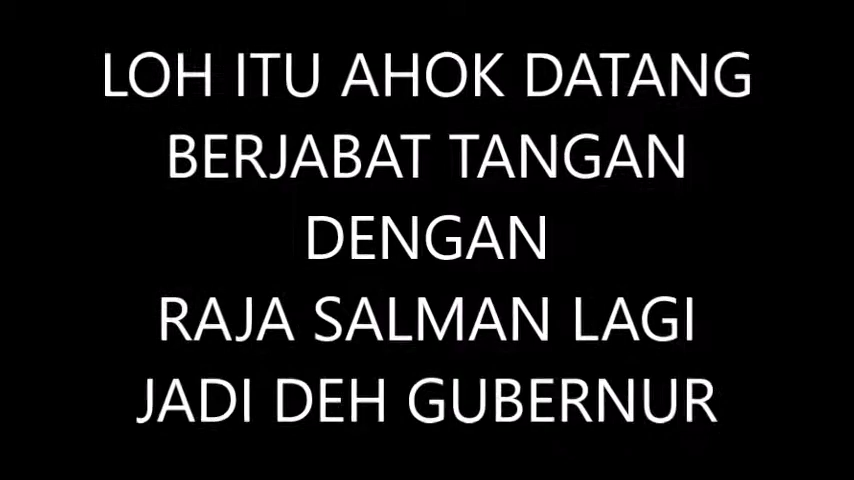 LOH ITU AHOK DATANG
BERJABAT TANGAN
DENGAN
RAJA SALMAN LAGI
JADI DEH GUBERNUR